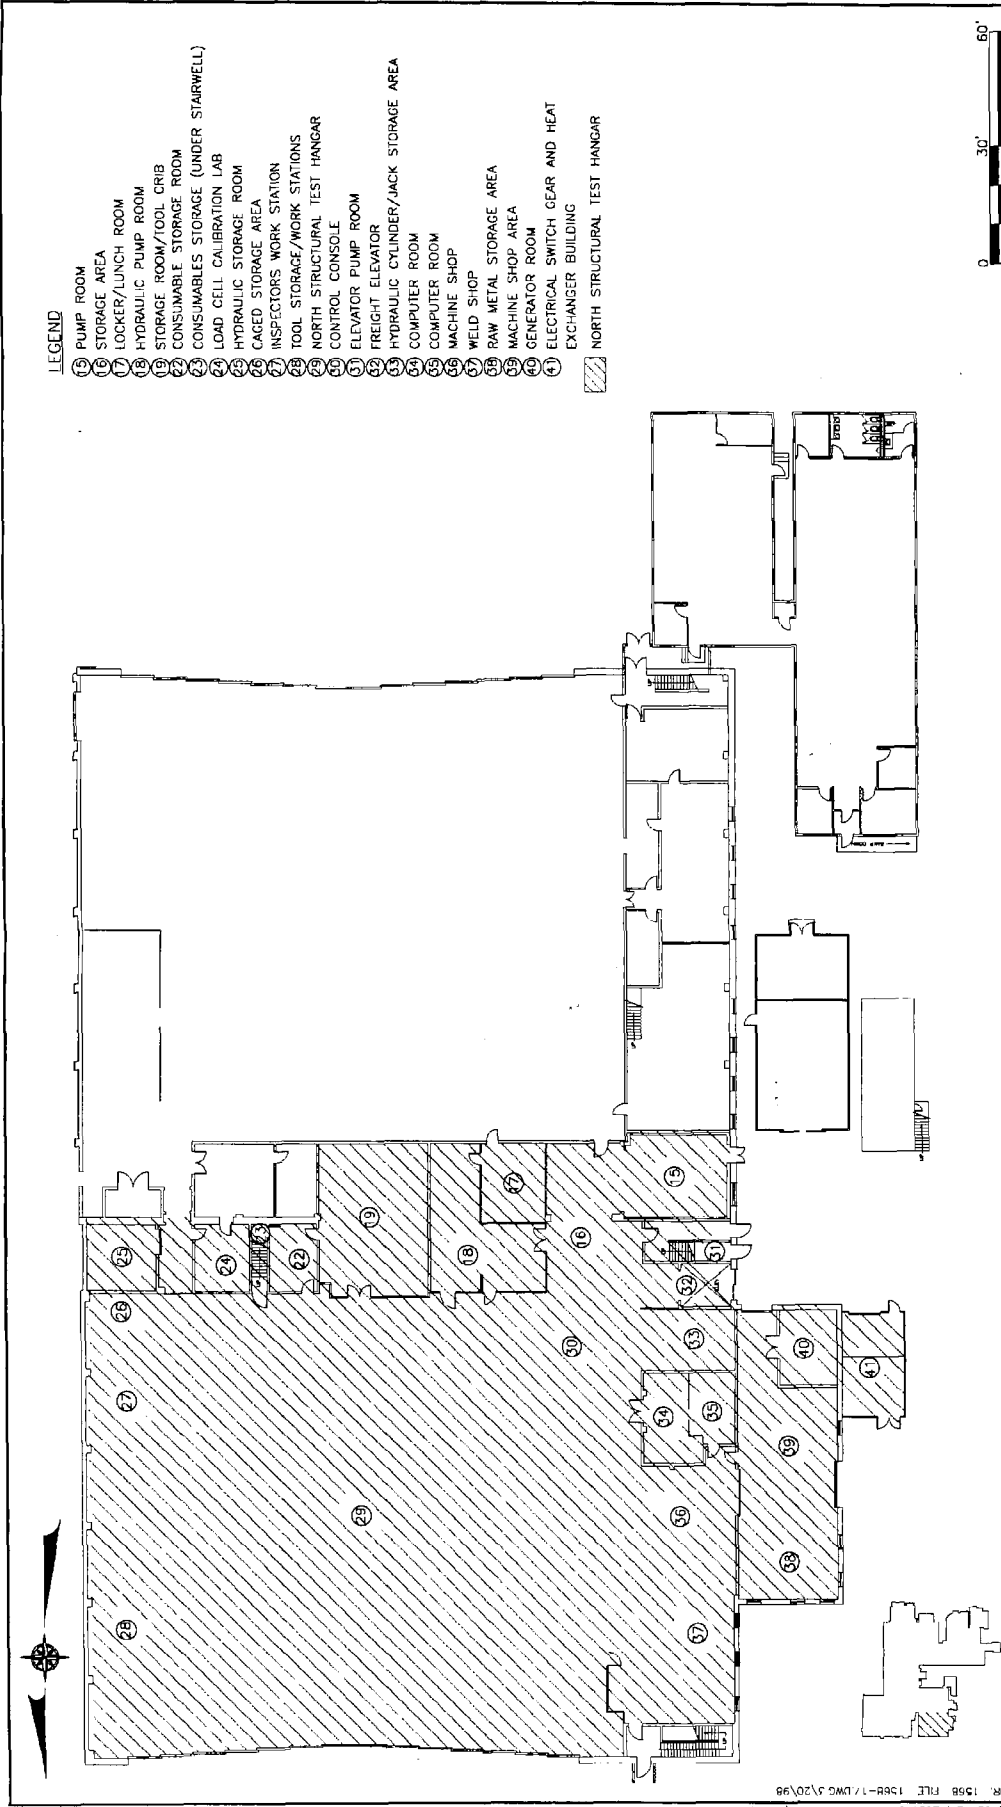 LEGEND
15 PUMP ROOM
16 STORAGE AREA
17 LOCKER/LUNCH ROOM
18 HYDRAULIC PUMP ROOM
19 STORAGE ROOM/TOOL CRIB
22 CONSUMABLE STORAGE ROOM
23 CONSUMABLES STORAGE (UNDER STAIRWELL)
24 LOAD CELL CALIBRATION LAB
25 HYDRAULIC STORAGE ROOM
26 CAGED STORAGE AREA
27 INSPECTORS WORK STATION
28 TOOL STORAGE/WORK STATIONS
29 NORTH STRUCTURAL TEST HANGAR
30 CONTROL CONSOLE
31 ELEVATOR PUMP ROOM
32 FREIGHT ELEVATOR
33 HYDRAULIC CYLINDER/JACK STORAGE AREA
34 COMPUTER ROOM
35 COMPUTER ROOM
36 MACHINE SHOP
37 WELD SHOP
38 RAW METAL STORAGE AREA
39 MACHINE SHOP AREA
40 GENERATOR ROOM
41 ELECTRICAL SWITCH GEAR AND HEAT
EXCHANGER BUILDING
NORTH STRUCTURAL TEST HANGAR
0 30' 60'
28
27
26
25
24
23
22
19
18
17
16
15
29
30
31
32
33
34
35
36
37
38
39
40
41
R. 1568 FILE 1568-17.DWG 3/20/98